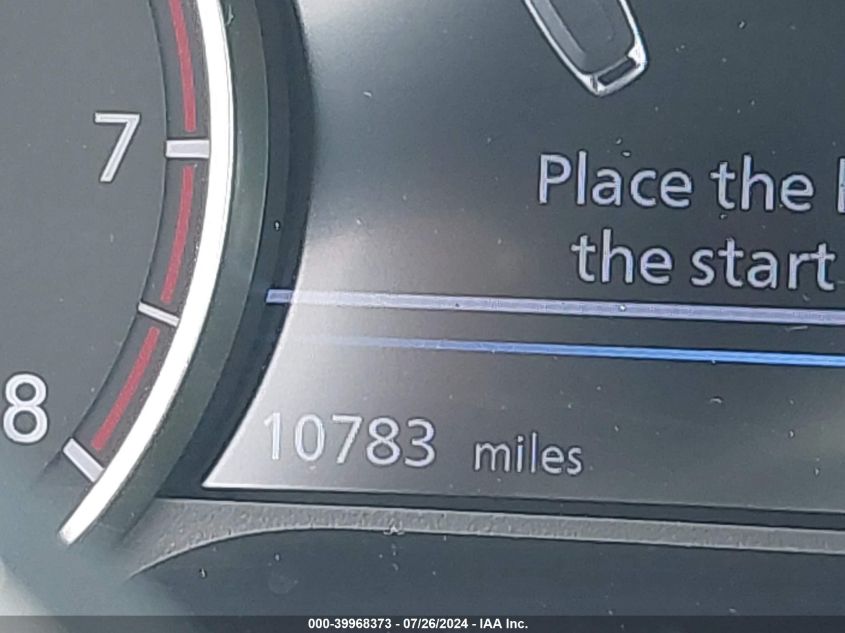 7
Place the
the start
8
10783 miles
000-39968373 - 07/26/2024 - IAA Inc.